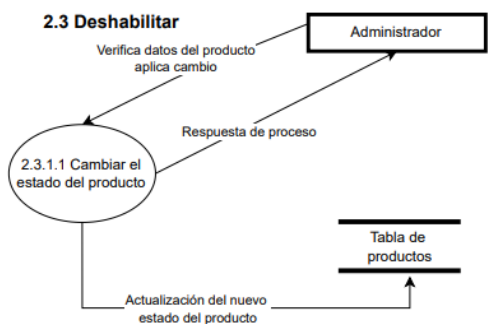 2.3 Deshabilitar
Administrador
Verifica datos del producto
aplica cambio
Respuesta de proceso
2.3.1.1 Cambiar el
estado del producto
Tabla de
productos
Actualización del nuevo
estado del producto